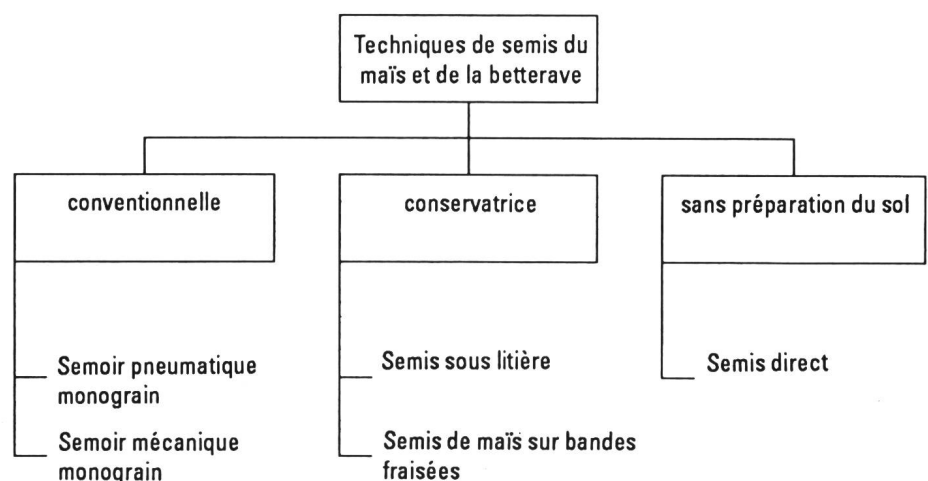 Techniques de semis du
maïs et de la betterave
conventionnelle
conservatrice
sans préparation du sol
Semoir pneumatique
monograin
Semoir mécanique
monograin
Semis sous litière
Semis de maïs sur bandes
fraisées
Semis direct